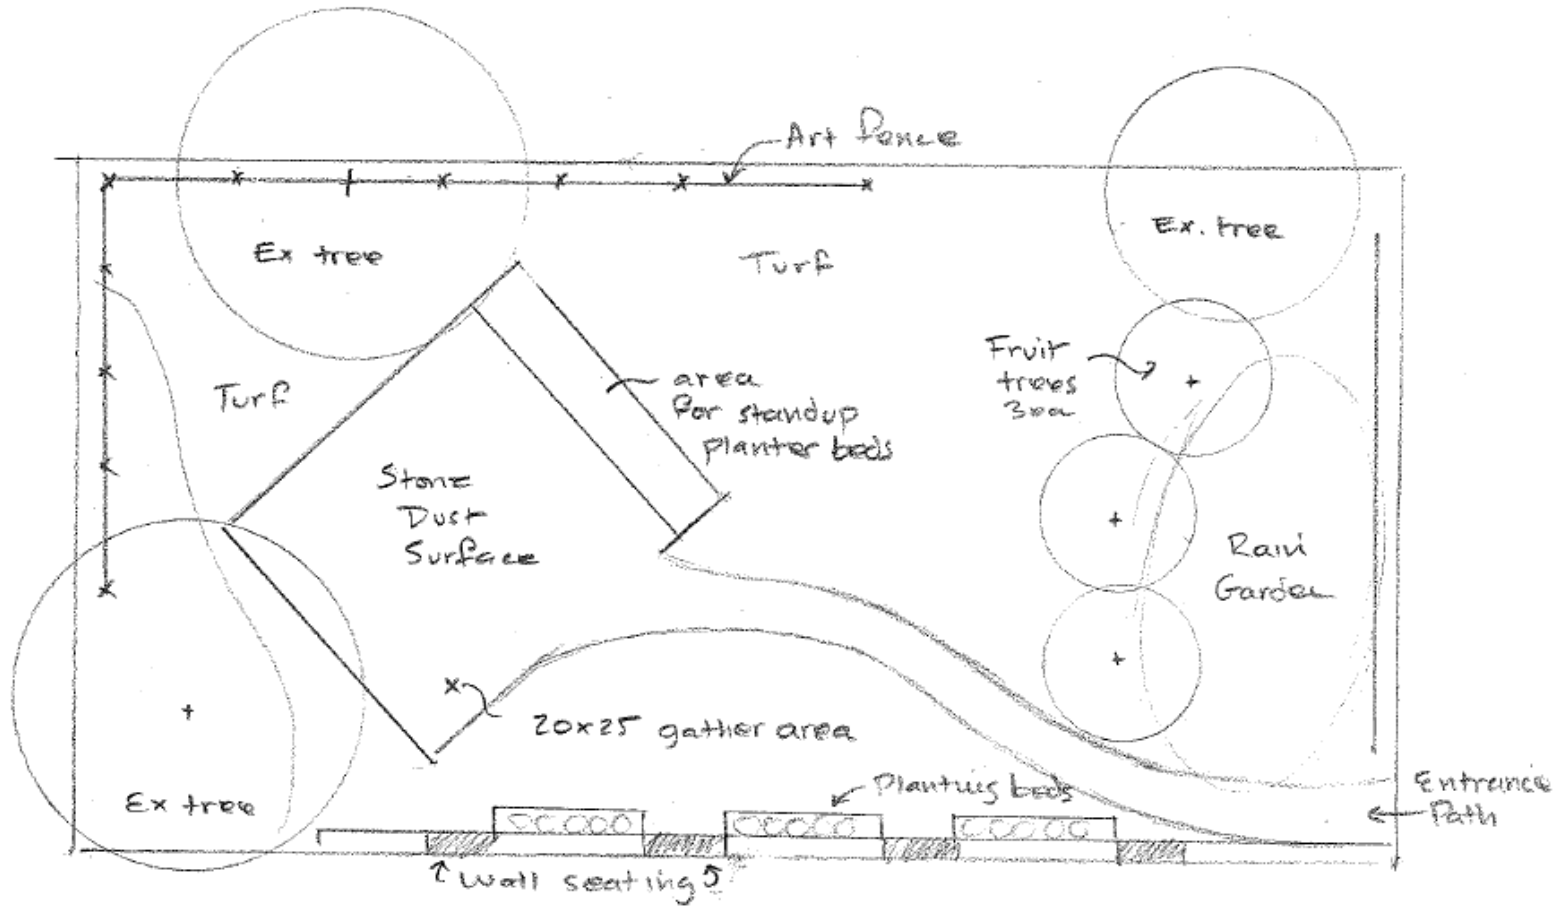 Art fence
Ex tree
Ex. tree
Turf
Fruit
trees
3ea
Turf
area
for standup
planter beds
Stone
Dust
Surface
Rain
Garden
20x25 gather area
Planting beds
Entrance
Path
Ex tree
Wall seating